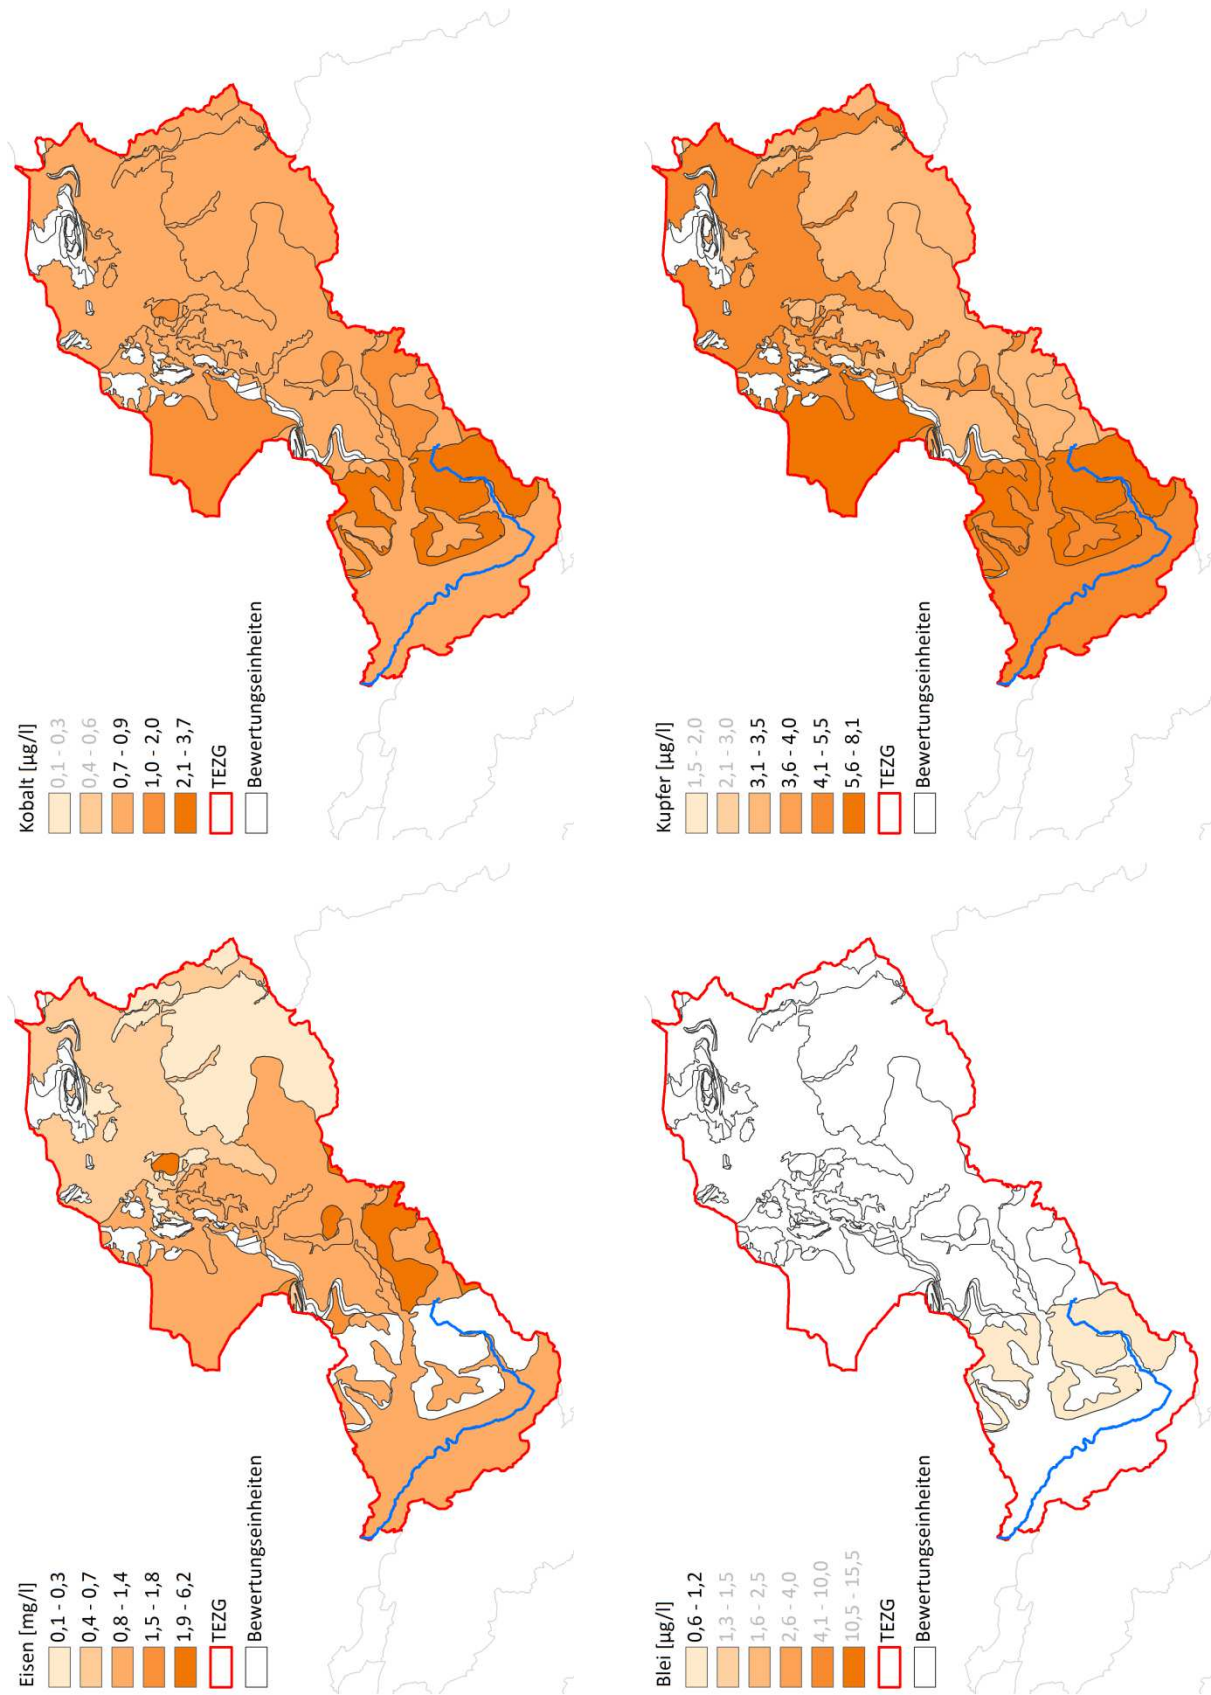 Eisen [mg/l]
0,1 - 0,3
0,4 - 0,7
0,8 - 1,4
1,5 - 1,8
1,9 - 6,2
TEZG
Bewertungseinheiten
Kobalt [µg/l]
0,1 - 0,3
0,4 - 0,6
0,7 - 0,9
1,0 - 2,0
2,1 - 3,7
TEZG
Bewertungseinheiten
Blei [µg/l]
0,6 - 1,2
1,3 - 1,5
1,6 - 2,5
2,6 - 4,0
4,1 - 10,0
10,5 - 15,5
TEZG
Bewertungseinheiten
Kupfer [µg/l]
1,5 - 2,0
2,1 - 3,0
3,1 - 3,5
3,6 - 4,0
4,1 - 5,5
5,6 - 8,1
TEZG
Bewertungseinheiten